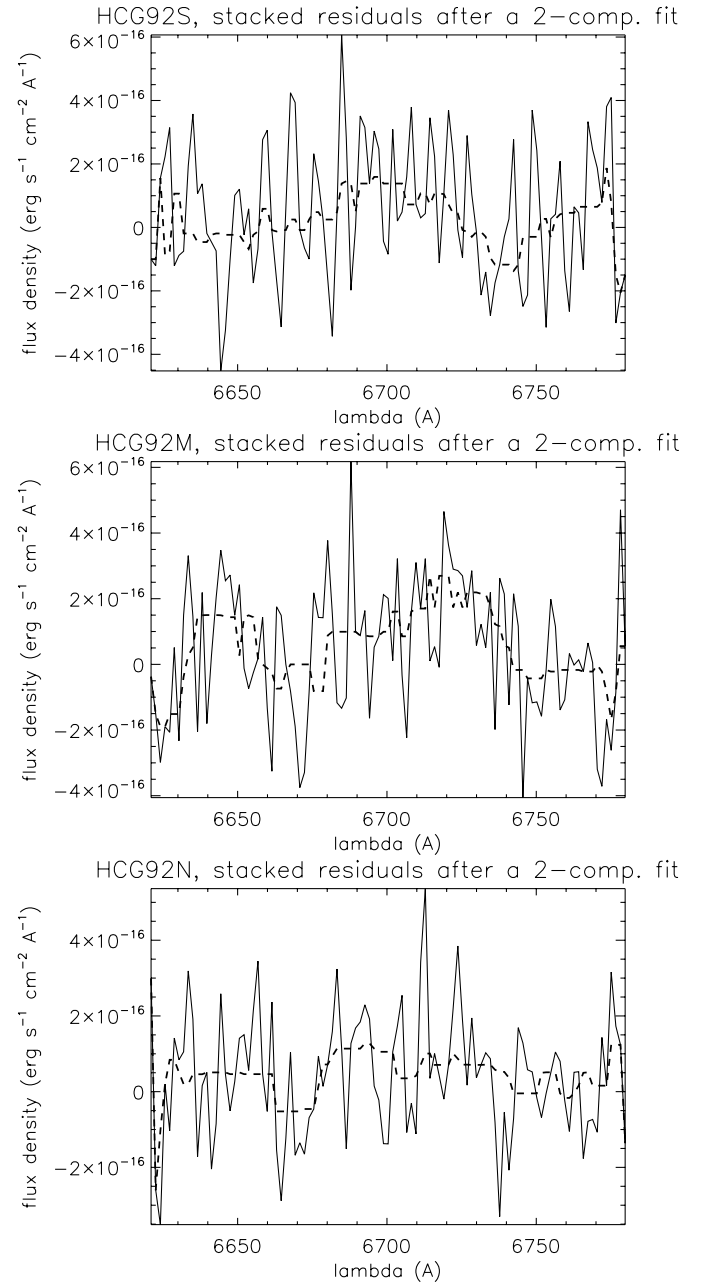 HCG92S, stacked residuals after a 2−comp. fit
6×10⁻¹⁶
4×10⁻¹⁶
2×10⁻¹⁶
0
−2×10⁻¹⁶
−4×10⁻¹⁶
flux density (erg s⁻¹ cm⁻² A⁻¹)
6650 6700 6750
lambda (A)
HCG92M, stacked residuals after a 2−comp. fit
6×10⁻¹⁶
4×10⁻¹⁶
2×10⁻¹⁶
0
−2×10⁻¹⁶
−4×10⁻¹⁶
flux density (erg s⁻¹ cm⁻² A⁻¹)
6650 6700 6750
lambda (A)
HCG92N, stacked residuals after a 2−comp. fit
4×10⁻¹⁶
2×10⁻¹⁶
0
−2×10⁻¹⁶
flux density (erg s⁻¹ cm⁻² A⁻¹)
6650 6700 6750
lambda (A)